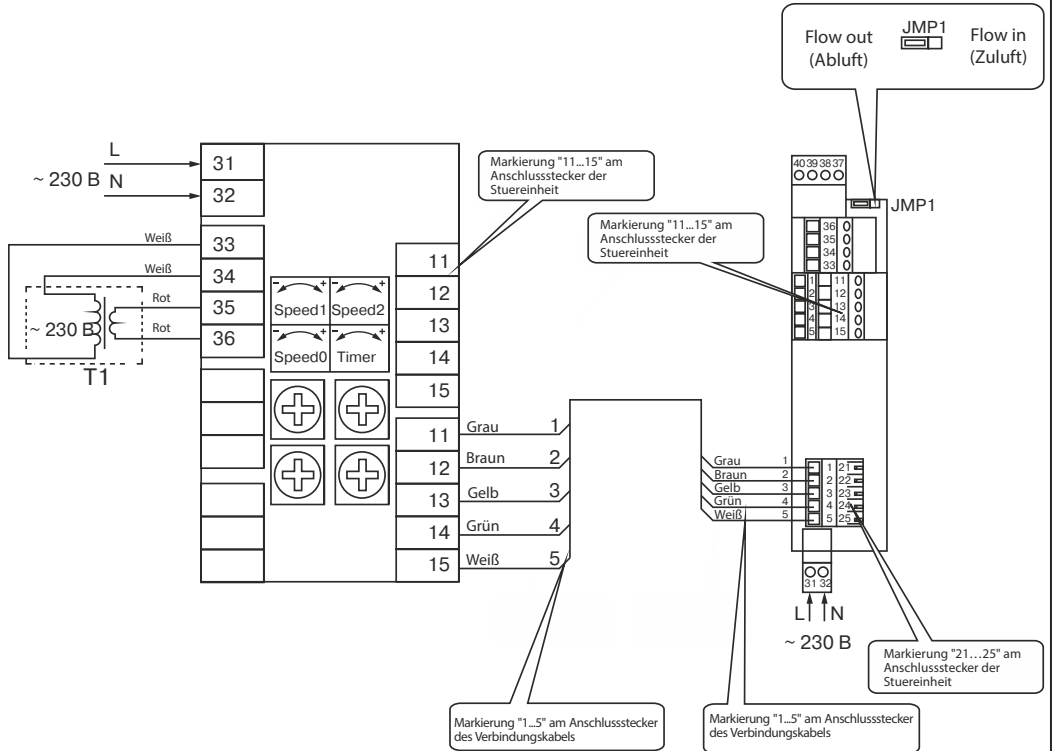 Flow out
(Abluft)
JMP1
Flow in
(Zuluft)
JMP1
L
~ 230 В
N
31
32
33
34
35
36
Weiß
Weiß
Rot
Rot
~ 230 В
T1
Speed1
Speed2
Speed0
Timer
11
12
13
14
15
11
12
13
14
15
Grau 1
Braun 2
Gelb 3
Grün 4
Weiß 5
Markierung "11...15" am
Anschlussstecker der
Stuereinheit
Markierung "11...15" am
Anschlussstecker der
Stuereinheit
40 39 38 37
36
35
34
33
1 11
2 12
3 13
4 14
5 15
Grau 1
Braun 2
Gelb 3
Grün 4
Weiß 5
1 21
2 22
3 23
4 24
5 25
31 32
L N
~ 230 В
Markierung "21...25" am
Anschlussstecker der
Stuereinheit
Markierung "1...5" am Anschlussstecker
des Verbindungskabels
Markierung "1...5" am Anschlussstecker
des Verbindungskabels